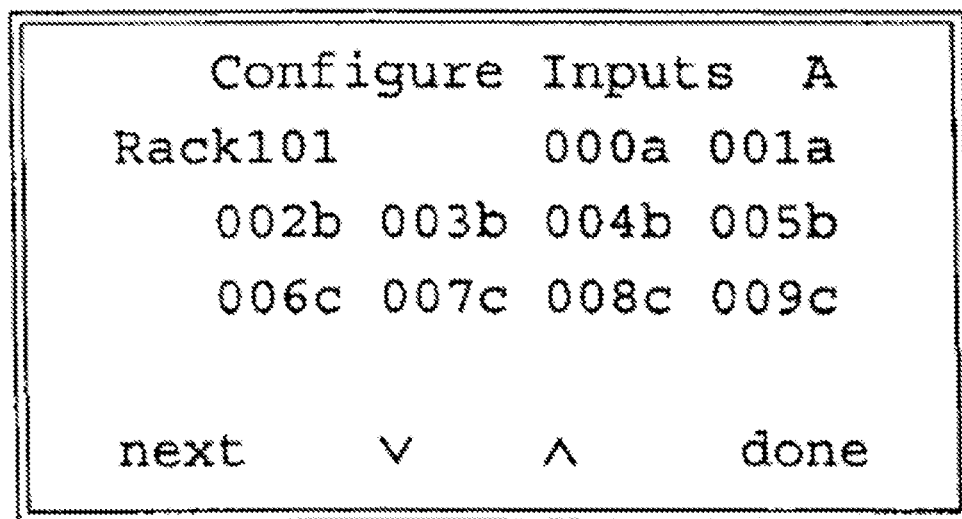 Configure Inputs A
Rack101 000a 001a
002b 003b 004b 005b
006c 007c 008c 009c
next ∨ ∧ done